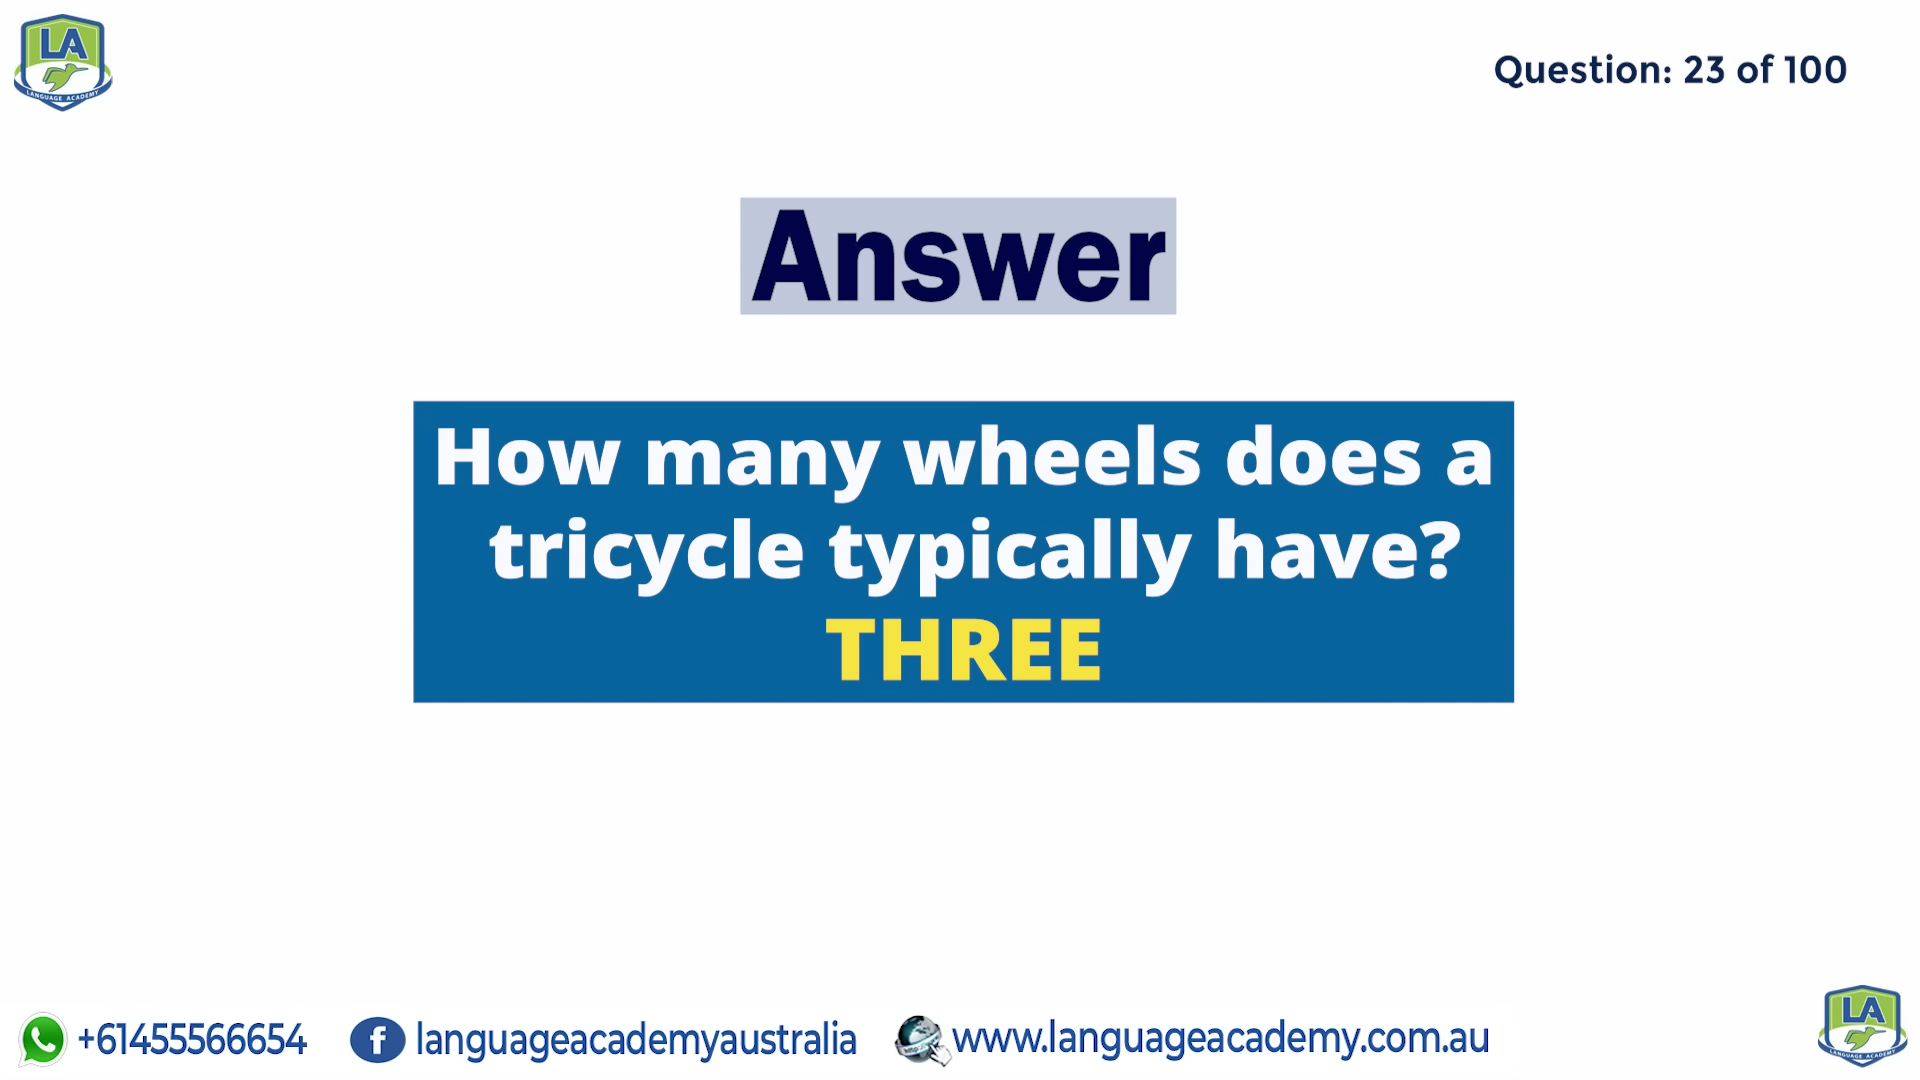 LA
LANGUAGE ACADEMY
Question: 23 of 100
Answer
How many wheels does a
tricycle typically have?
THREE
+61455566654
languageacademyaustralia
http
www.languageacademy.com.au
LA
LANGUAGE ACADEMY